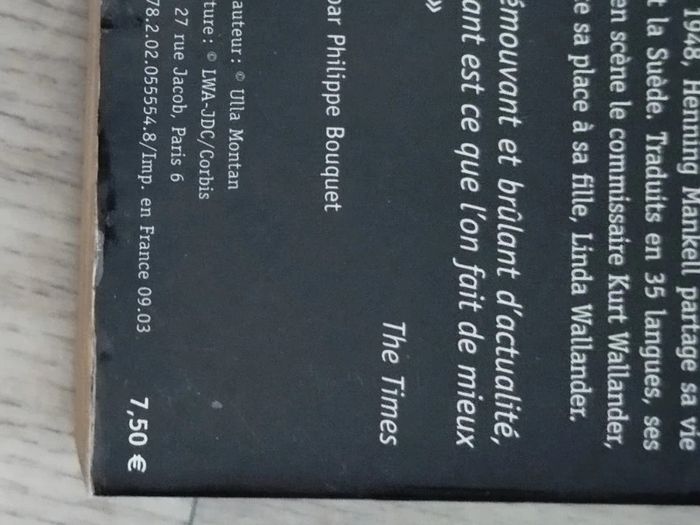 1948, Henning Mankell partage sa vie
t la Suède. Traduits en 35 langues, ses
en scène le commissaire Kurt Wallander,
e sa place à sa fille, Linda Wallander.
émouvant et brûlant d'actualité,
ant est ce que l'on fait de mieux
»
The Times
par Philippe Bouquet
auteur: © Ulla Montan
ture: © LWA-JDC/Corbis
27 rue Jacob, Paris 6
78.2.02.055554.8/Imp. en France 09.03
7,50 €